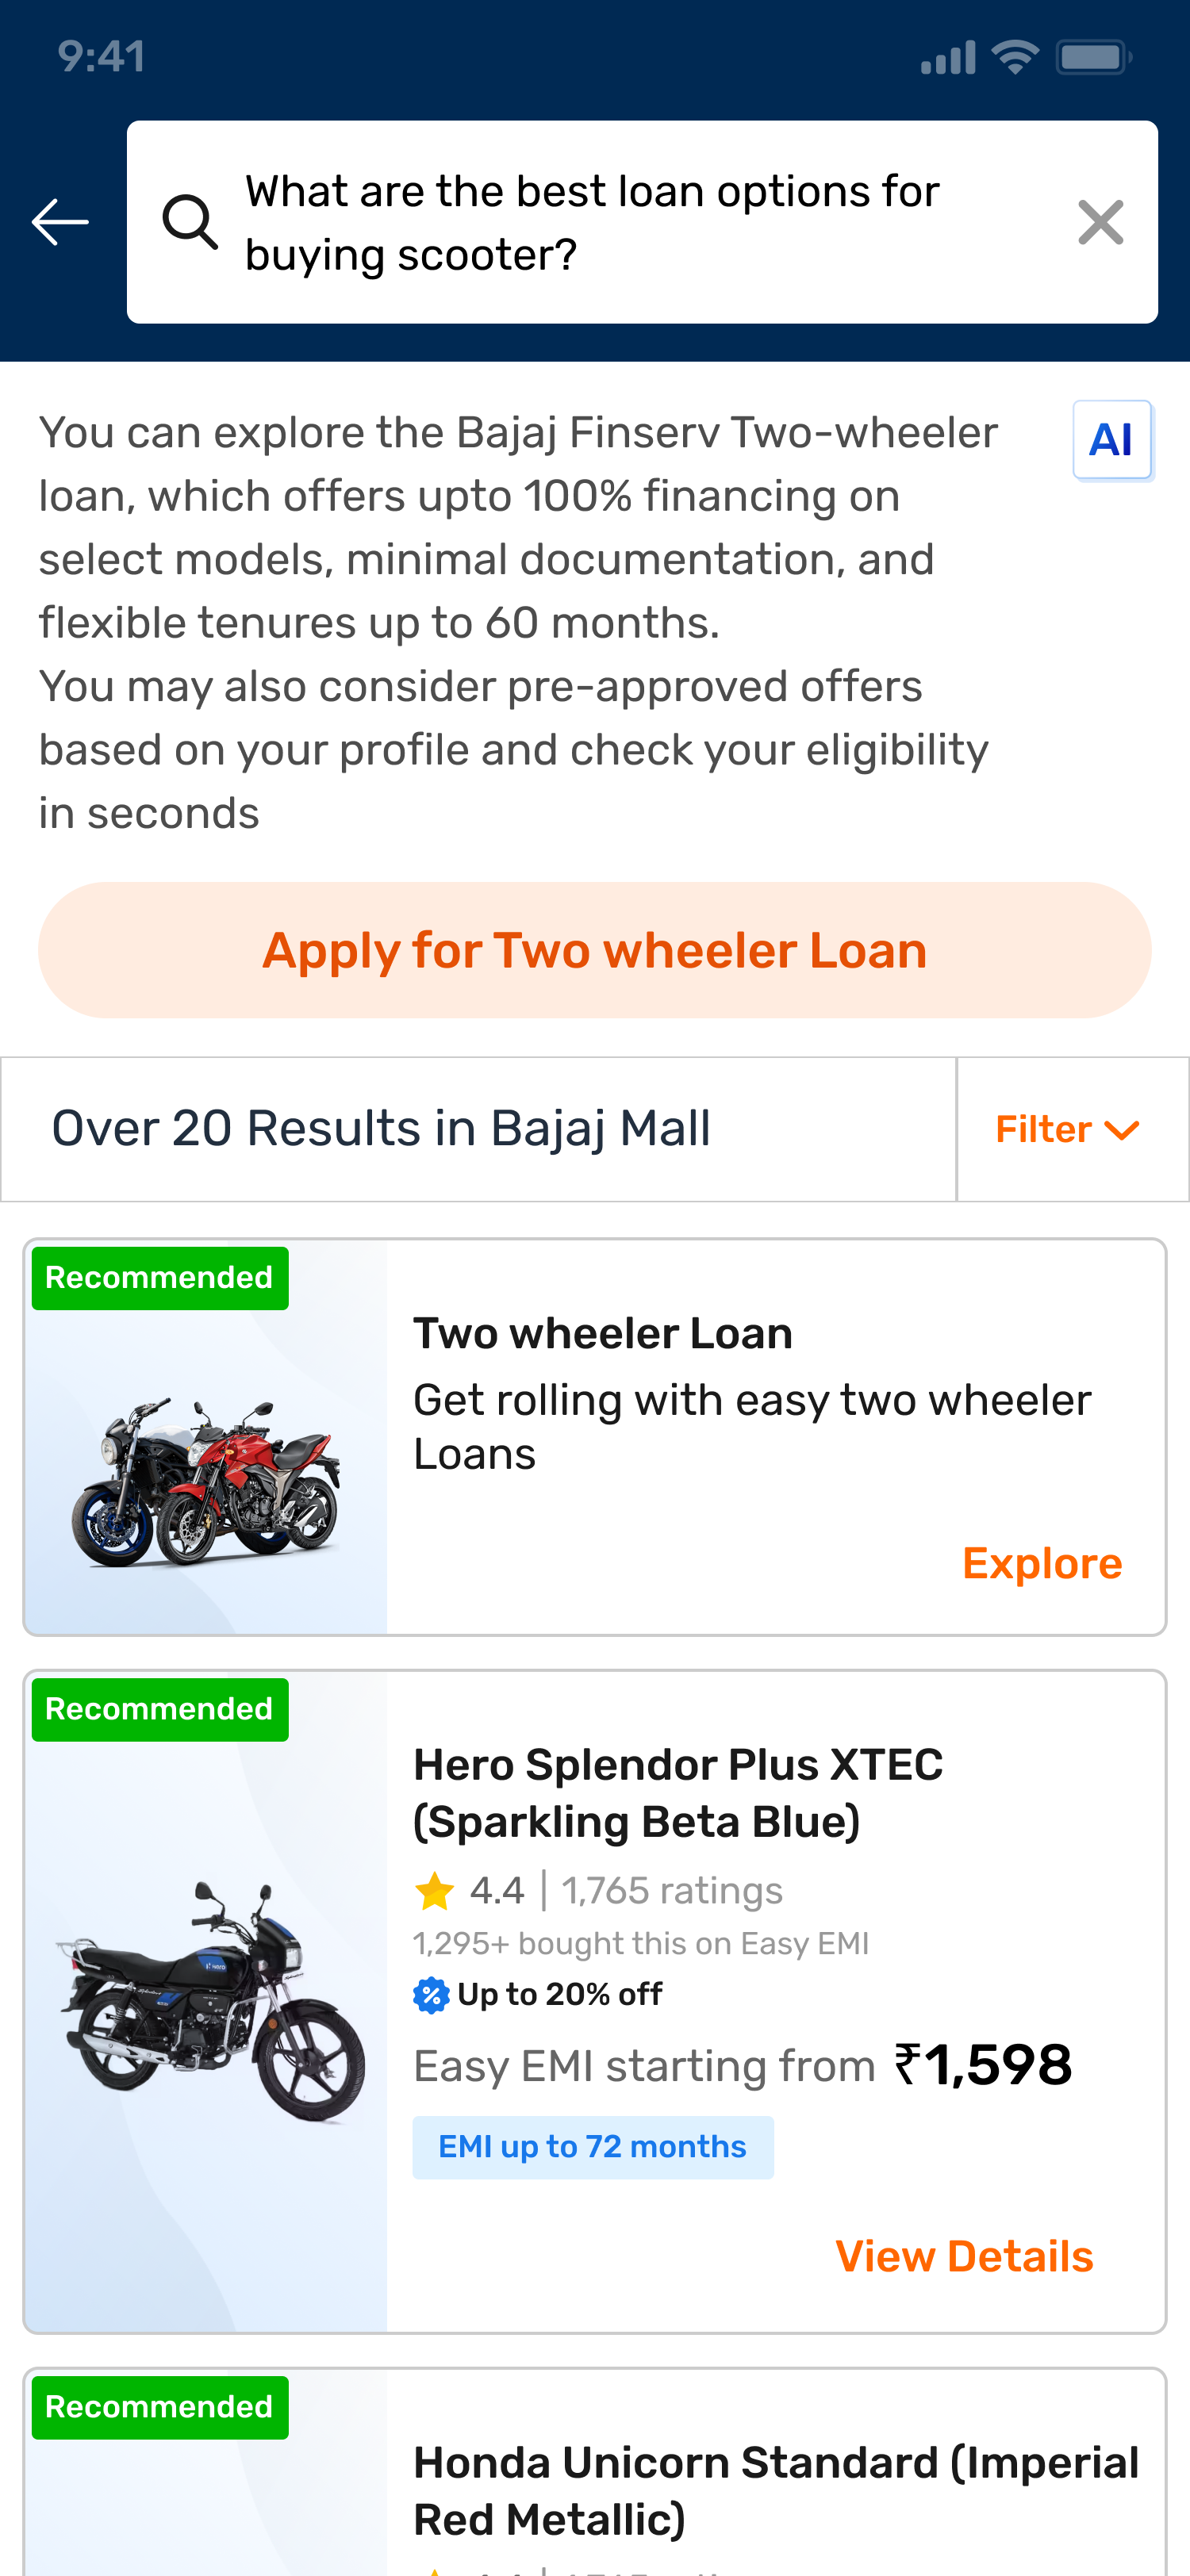 9:41
What are the best loan options for
buying scooter?
You can explore the Bajaj Finserv Two-wheeler
loan, which offers upto 100% financing on
select models, minimal documentation, and
flexible tenures up to 60 months.
You may also consider pre-approved offers
based on your profile and check your eligibility
in seconds
AI
Apply for Two wheeler Loan
Over 20 Results in Bajaj Mall
Filter
Recommended
Two wheeler Loan
Get rolling with easy two wheeler
Loans
Explore
Recommended
Hero Splendor Plus XTEC
(Sparkling Beta Blue)
4.4 | 1,765 ratings
1,295+ bought this on Easy EMI
Up to 20% off
Easy EMI starting from ₹1,598
EMI up to 72 months
View Details
Recommended
Honda Unicorn Standard (Imperial
Red Metallic)